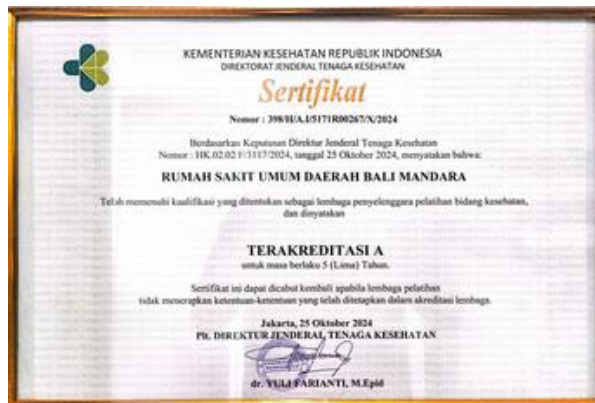 KEMENTERIAN KESEHATAN REPUBLIK INDONESIA
DIREKTORAT JENDERAL TENAGA KESEHATAN
Sertifikat
Nomor : 398/H/A.I/5171R00267/X/2024
Berdasarkan Keputusan Direktur Jenderal Tenaga Kesehatan
Nomor : HK.02.02/F/3117/2024, tanggal 25 Oktober 2024, menyatakan bahwa:
RUMAH SAKIT UMUM DAERAH BALI MANDARA
Telah memenuhi kualifikasi yang ditentukan sebagai lembaga penyelenggara pelatihan bidang kesehatan,
dan dinyatakan
TERAKREDITASI A
untuk masa berlaku 5 (Lima) Tahun.
Sertifikat ini dapat dicabut kembali apabila lembaga pelatihan
tidak menerapkan ketentuan-ketentuan yang telah ditetapkan dalam akreditasi lembaga.
Jakarta, 25 Oktober 2024
Plt. DIREKTUR JENDERAL TENAGA KESEHATAN
dr. YULI FARIANTI, M.Epid